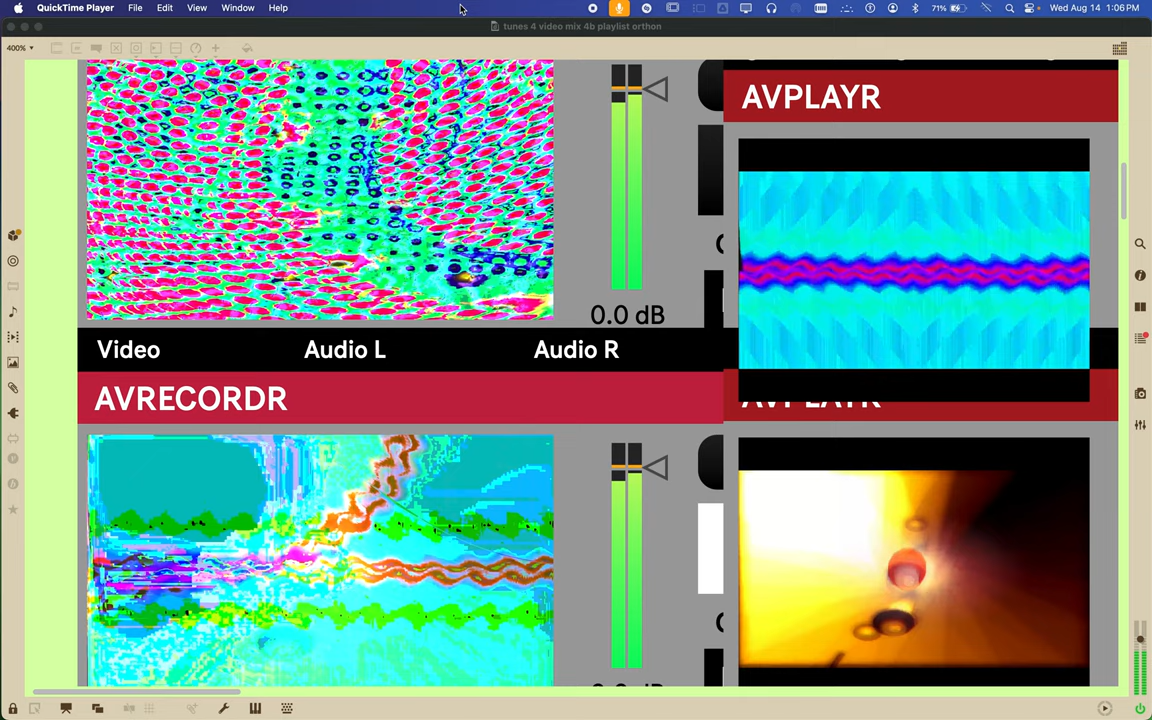 QuickTime Player File Edit View Window Help 71% Wed Aug 14 1:06 PM
tunes 4 video mix 4b playlist orthon
400%
AVPLAYR
0.0 dB
Video Audio L Audio R
AVRECORDR
AVPLAYR